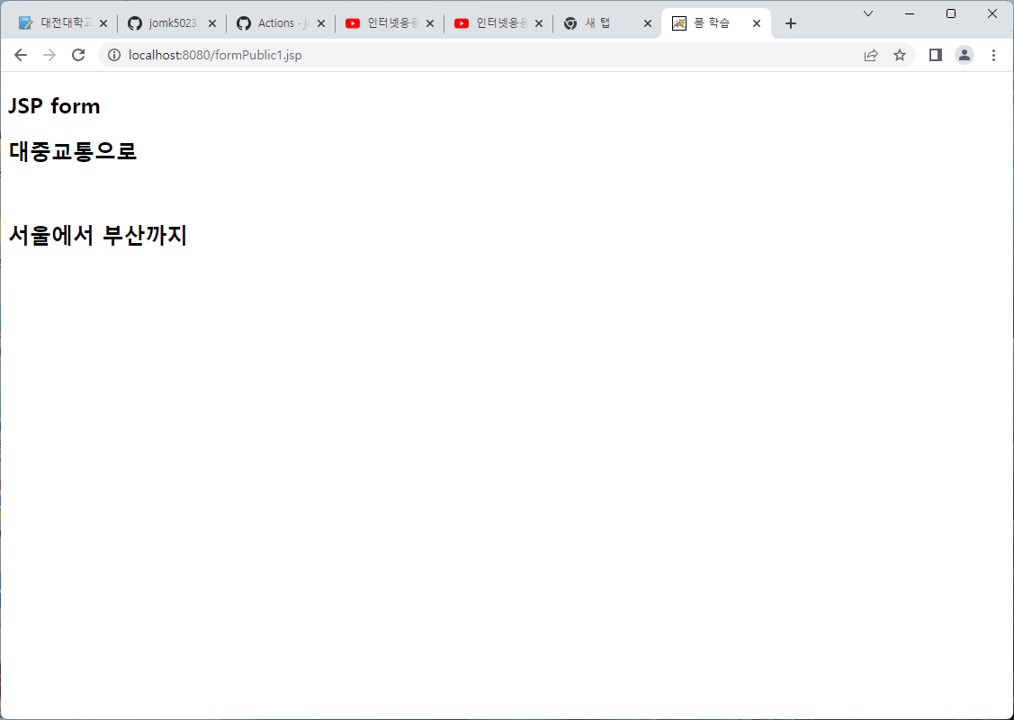 대전대학교
jomk5023
Actions · jo
인터넷응용
인터넷응용
새 탭
폼 학습
localhost:8080/formPublic1.jsp
JSP form
대중교통으로
서울에서 부산까지